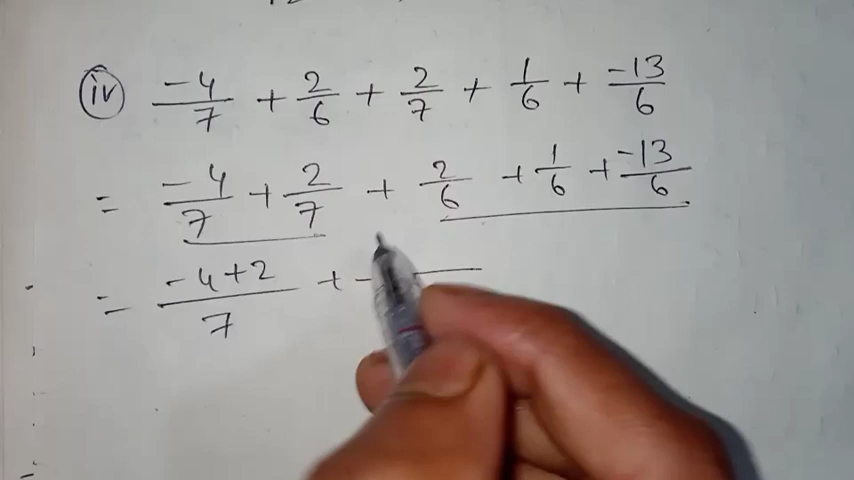 (iv) -4/7 + 2/6 + 2/7 + 1/6 + -13/6
= -4/7 + 2/7 + 2/6 + 1/6 + -13/6
= -4+2/7 +